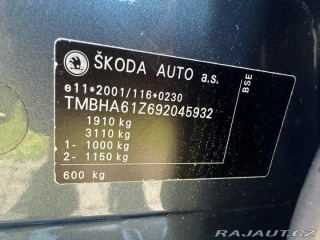 ŠKODA AUTO a.s.
e11*2001/116*0230
TMBHA61Z692045932
1910 kg
3110 kg
1- 1000 kg
2- 1150 kg
600 kg
BSE
RAJAUT.CZ